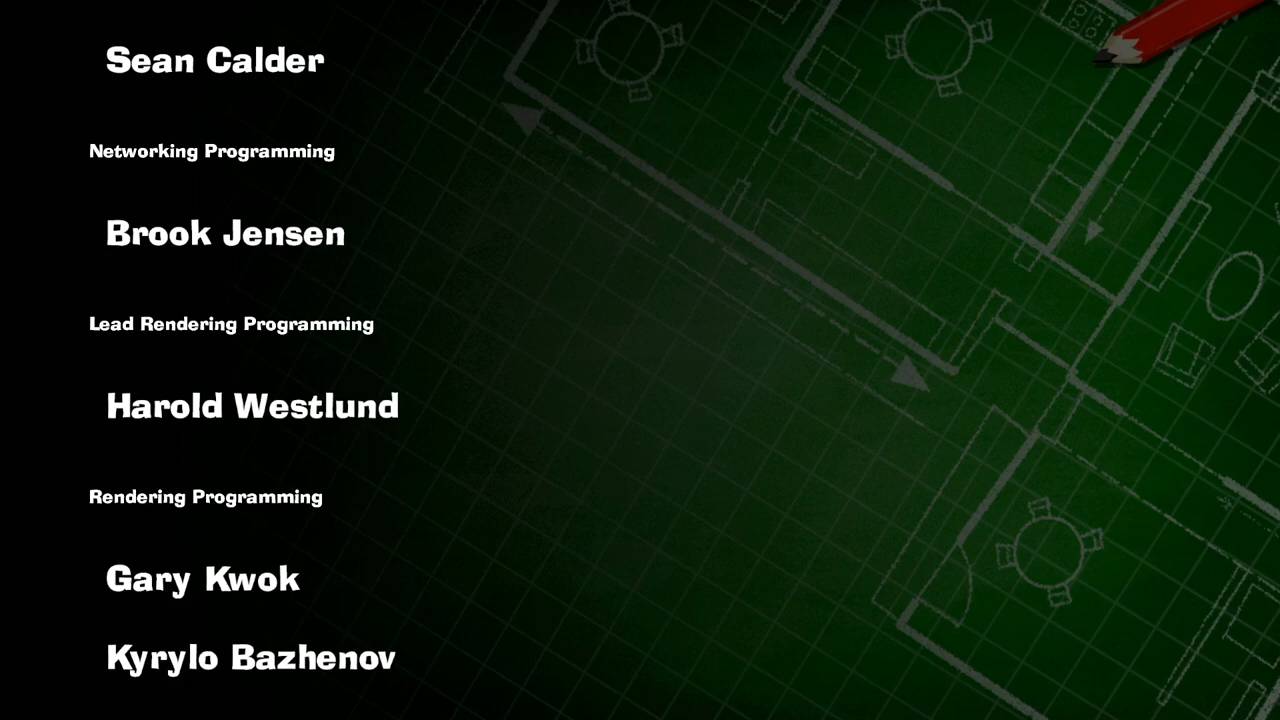 Sean Calder
Networking Programming
Brook Jensen
Lead Rendering Programming
Harold Westlund
Rendering Programming
Gary Kwok
Kyrylo Bazhenov